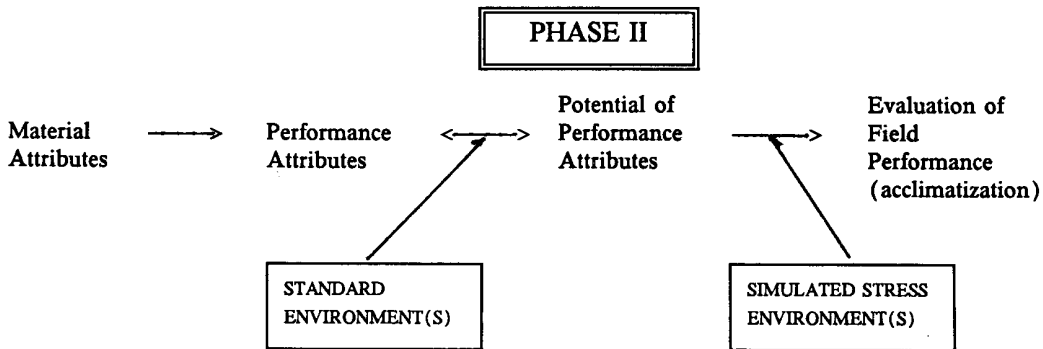 PHASE II
Material
Attributes
Performance
Attributes
Potential of
Performance
Attributes
Evaluation of
Field
Performance
(acclimatization)
STANDARD
ENVIRONMENT(S)
SIMULATED STRESS
ENVIRONMENT(S)